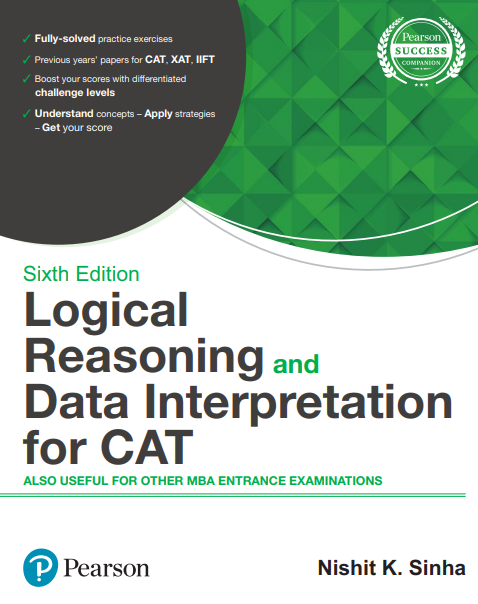 ✓ Fully-solved practice exercises
✓ Previous years' papers for CAT, XAT, IIFT
✓ Boost your scores with differentiated
challenge levels
✓ Understand concepts – Apply strategies
– Get your score
Pearson
SUCCESS
COMPANION
Sixth Edition
Logical
Reasoning and
Data Interpretation
for CAT
ALSO USEFUL FOR OTHER MBA ENTRANCE EXAMINATIONS
Pearson
Nishit K. Sinha